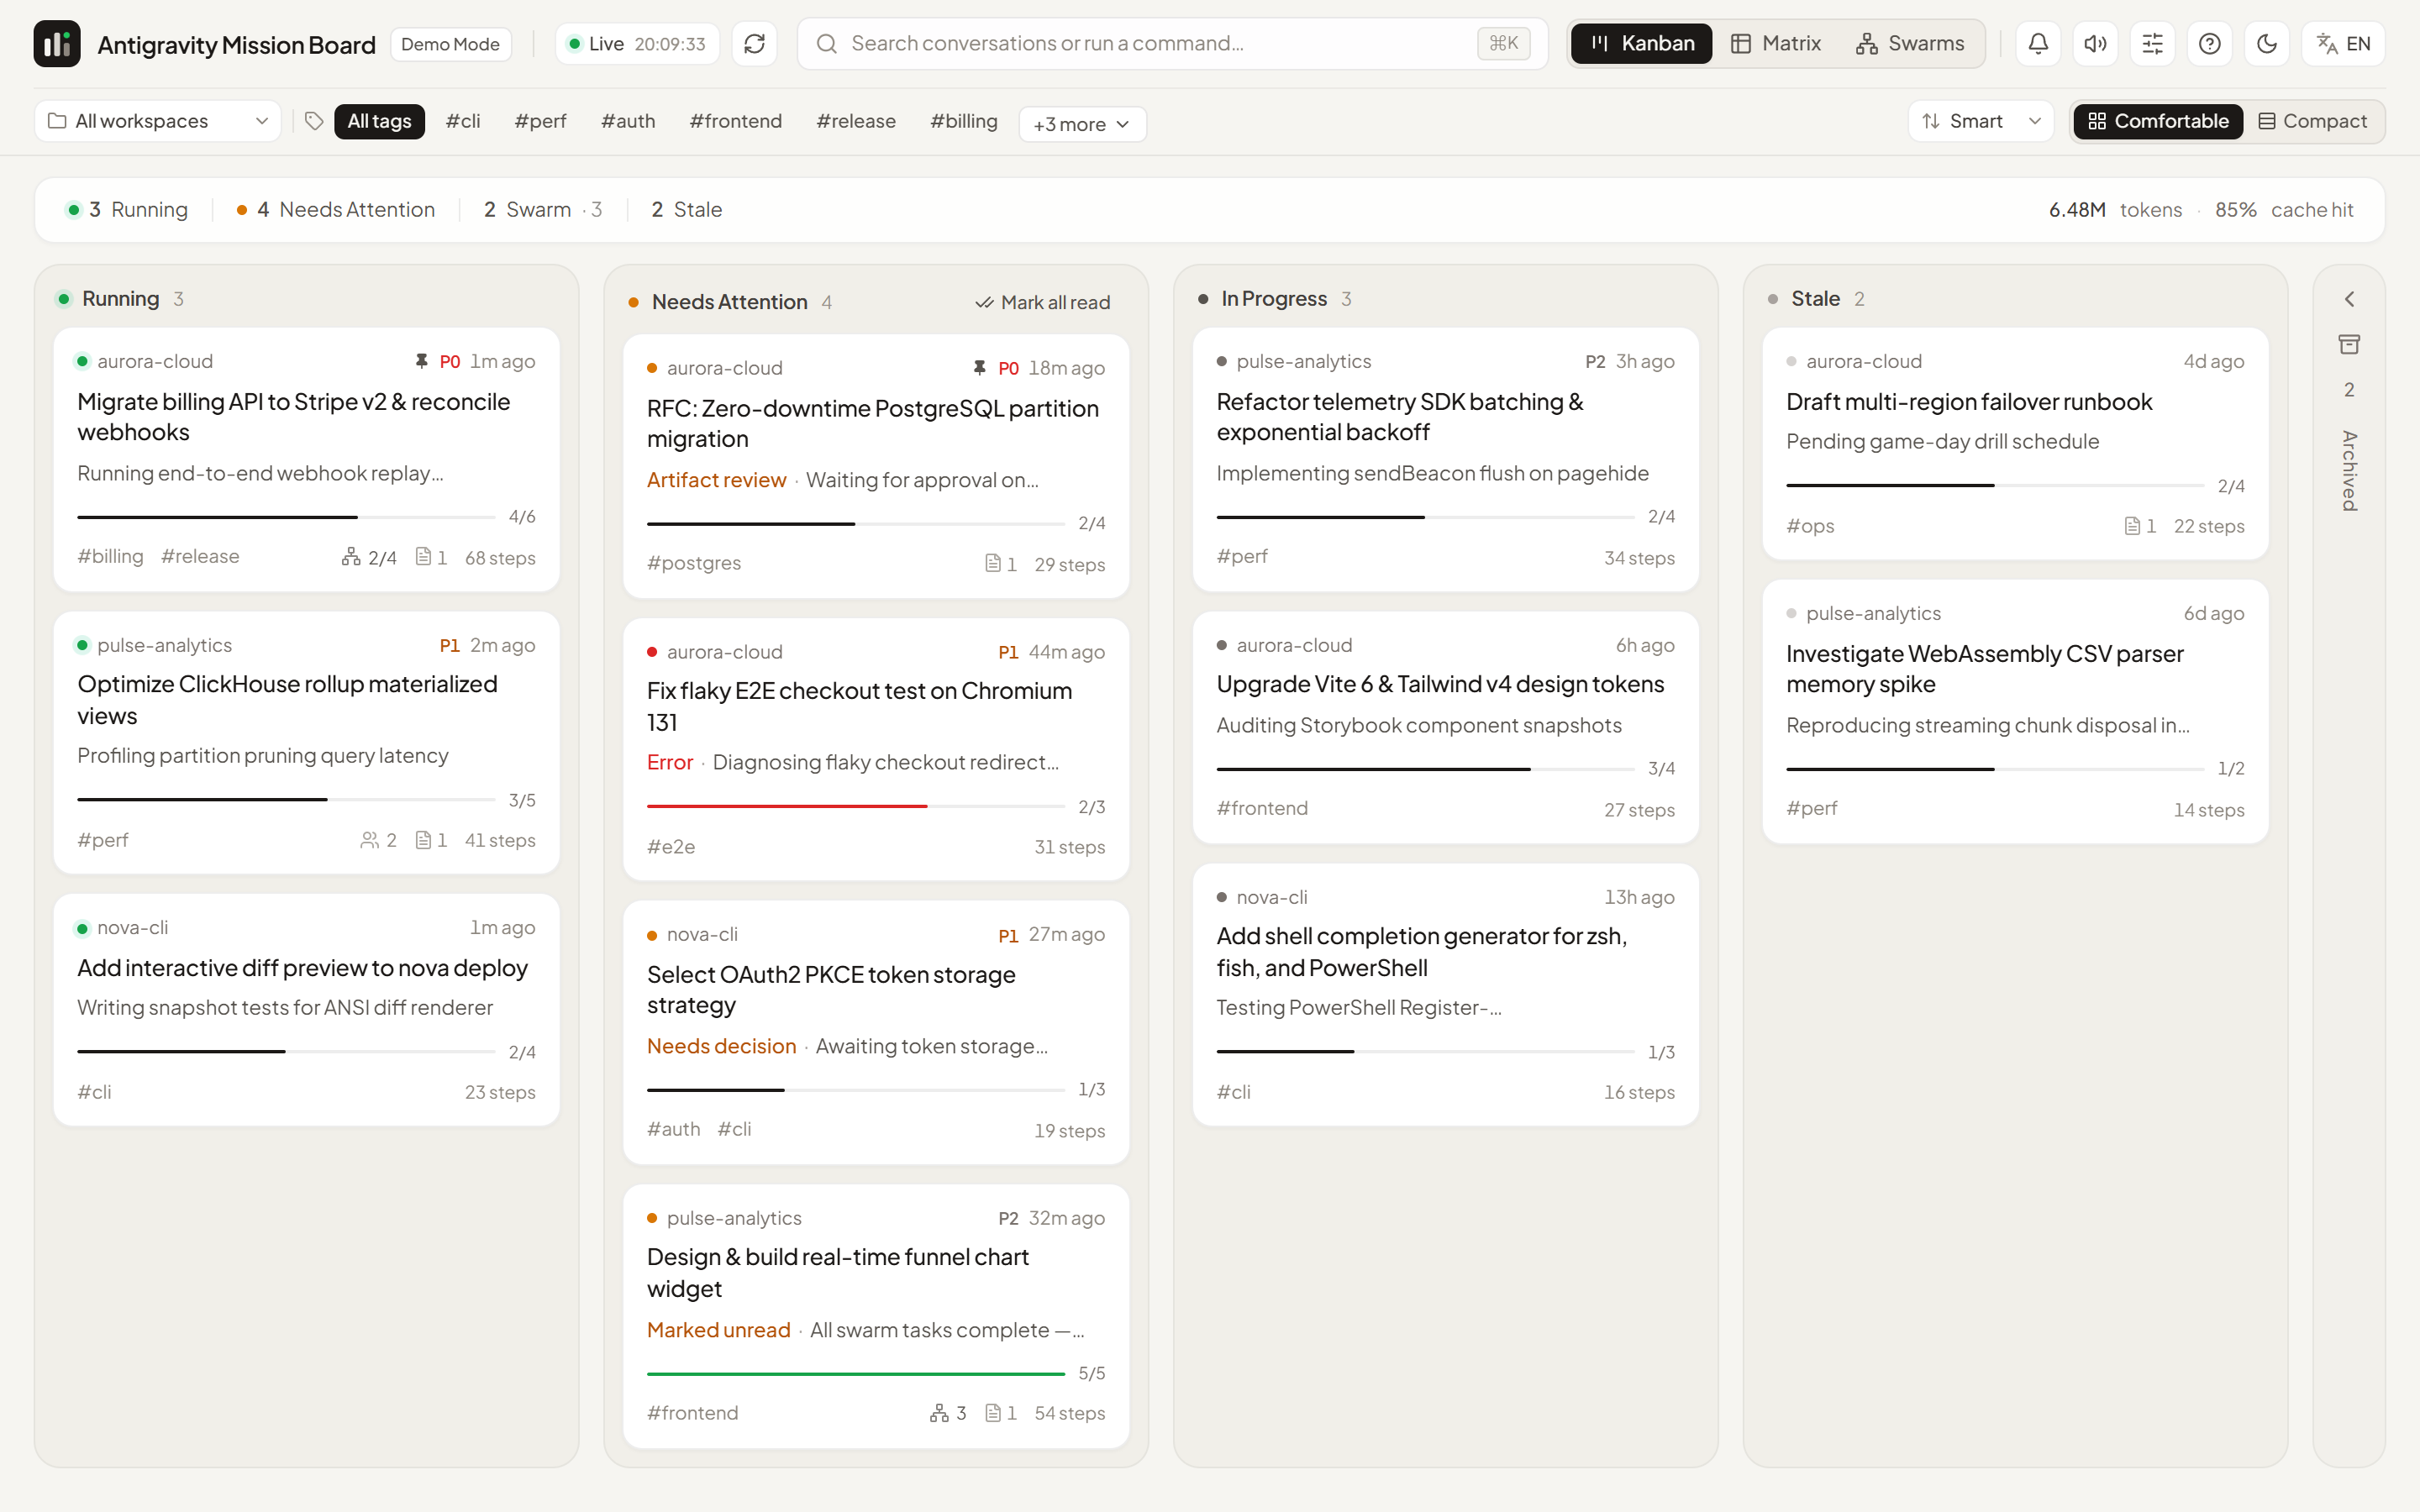 Antigravity Mission Board
Demo Mode
Live 20:09:33
Search conversations or run a command...
⌘K
Kanban
Matrix
Swarms
EN
All workspaces
All tags
#cli
#perf
#auth
#frontend
#release
#billing
+3 more
Smart
Comfortable
Compact
3 Running
4 Needs Attention
2 Swarm · 3
2 Stale
6.48M tokens · 85% cache hit
Running 3
aurora-cloud P0 1m ago
Migrate billing API to Stripe v2 & reconcile
webhooks
Running end-to-end webhook replay...
4/6
#billing #release 2/4 1 68 steps
pulse-analytics P1 2m ago
Optimize ClickHouse rollup materialized
views
Profiling partition pruning query latency
3/5
#perf 2 1 41 steps
nova-cli 1m ago
Add interactive diff preview to nova deploy
Writing snapshot tests for ANSI diff renderer
2/4
#cli 23 steps
Needs Attention 4 Mark all read
aurora-cloud P0 18m ago
RFC: Zero-downtime PostgreSQL partition
migration
Artifact review · Waiting for approval on...
2/4
#postgres 1 29 steps
aurora-cloud P1 44m ago
Fix flaky E2E checkout test on Chromium
131
Error · Diagnosing flaky checkout redirect...
2/3
#e2e 31 steps
nova-cli P1 27m ago
Select OAuth2 PKCE token storage
strategy
Needs decision · Awaiting token storage...
1/3
#auth #cli 19 steps
pulse-analytics P2 32m ago
Design & build real-time funnel chart
widget
Marked unread · All swarm tasks complete —...
5/5
#frontend 3 1 54 steps
In Progress 3
pulse-analytics P2 3h ago
Refactor telemetry SDK batching &
exponential backoff
Implementing sendBeacon flush on pagehide
2/4
#perf 34 steps
aurora-cloud 6h ago
Upgrade Vite 6 & Tailwind v4 design tokens
Auditing Storybook component snapshots
3/4
#frontend 27 steps
nova-cli 13h ago
Add shell completion generator for zsh,
fish, and PowerShell
Testing PowerShell Register-...
1/3
#cli 16 steps
Stale 2
aurora-cloud 4d ago
Draft multi-region failover runbook
Pending game-day drill schedule
2/4
#ops 1 22 steps
pulse-analytics 6d ago
Investigate WebAssembly CSV parser
memory spike
Reproducing streaming chunk disposal in...
1/2
#perf 14 steps
2
Archived